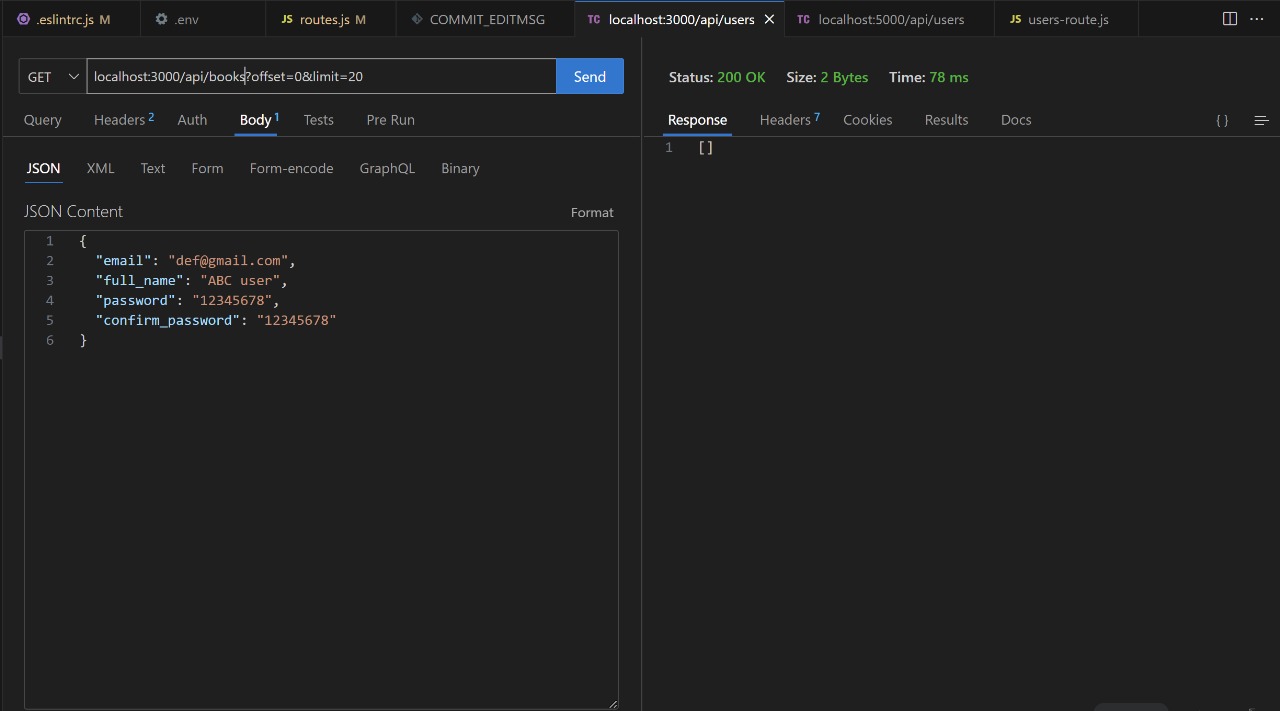 .eslintrc.js M
.env
JS routes.js M
COMMIT_EDITMSG
TC localhost:3000/api/users
TC localhost:5000/api/users
JS users-route.js
GET localhost:3000/api/books?offset=0&limit=20 Send
Query Headers 2 Auth Body 1 Tests Pre Run
JSON XML Text Form Form-encode GraphQL Binary
JSON Content Format
1 {
2 "email": "def@gmail.com",
3 "full_name": "ABC user",
4 "password": "12345678",
5 "confirm_password": "12345678"
6 }
Status: 200 OK Size: 2 Bytes Time: 78 ms
Response Headers 7 Cookies Results Docs { }
1 []